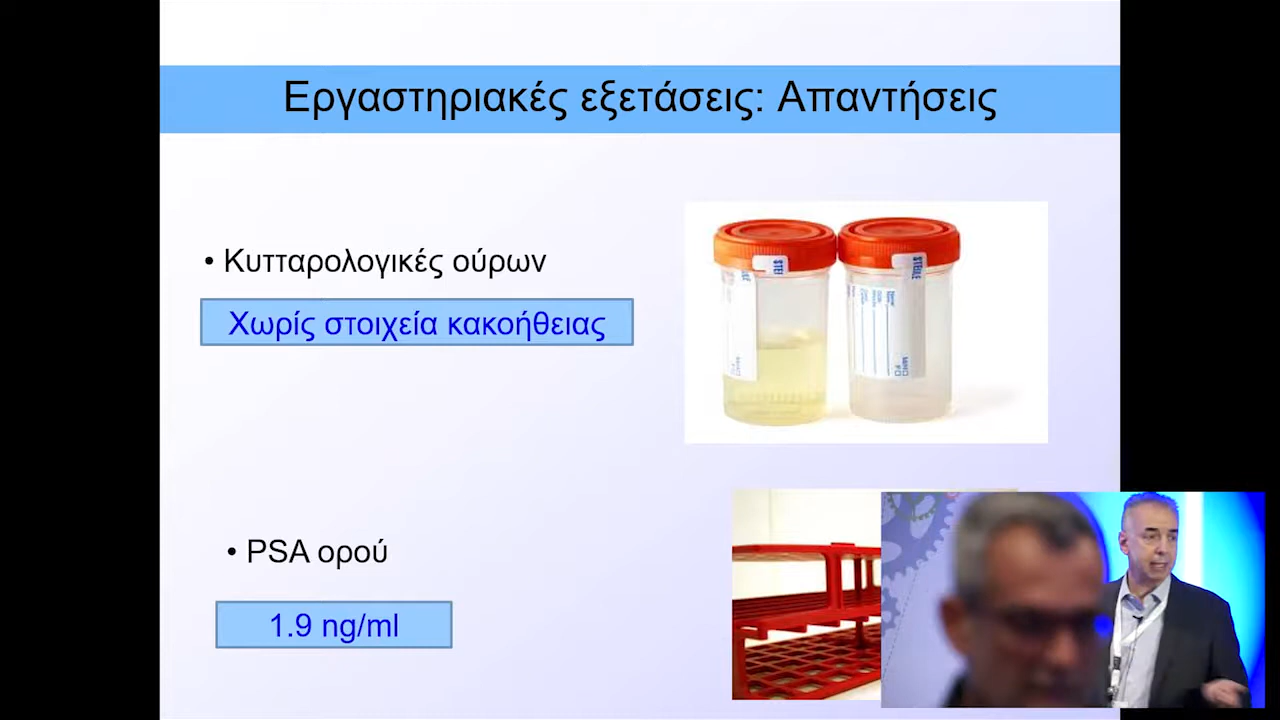 Εργαστηριακές εξετάσεις: Απαντήσεις
• Κυτταρολογικές ούρων
Χωρίς στοιχεία κακοήθειας
• PSA ορού
1.9 ng/ml